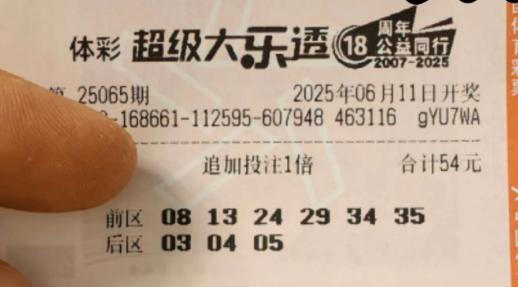 体彩 超级大乐透 18 周年 公益同行 2007-2025
第 25065期 2025年06月11日开奖
-168661-112595-607948 463116 gYU7WA
追加投注1倍 合计54元
前区 08 13 24 29 34 35
后区 03 04 05